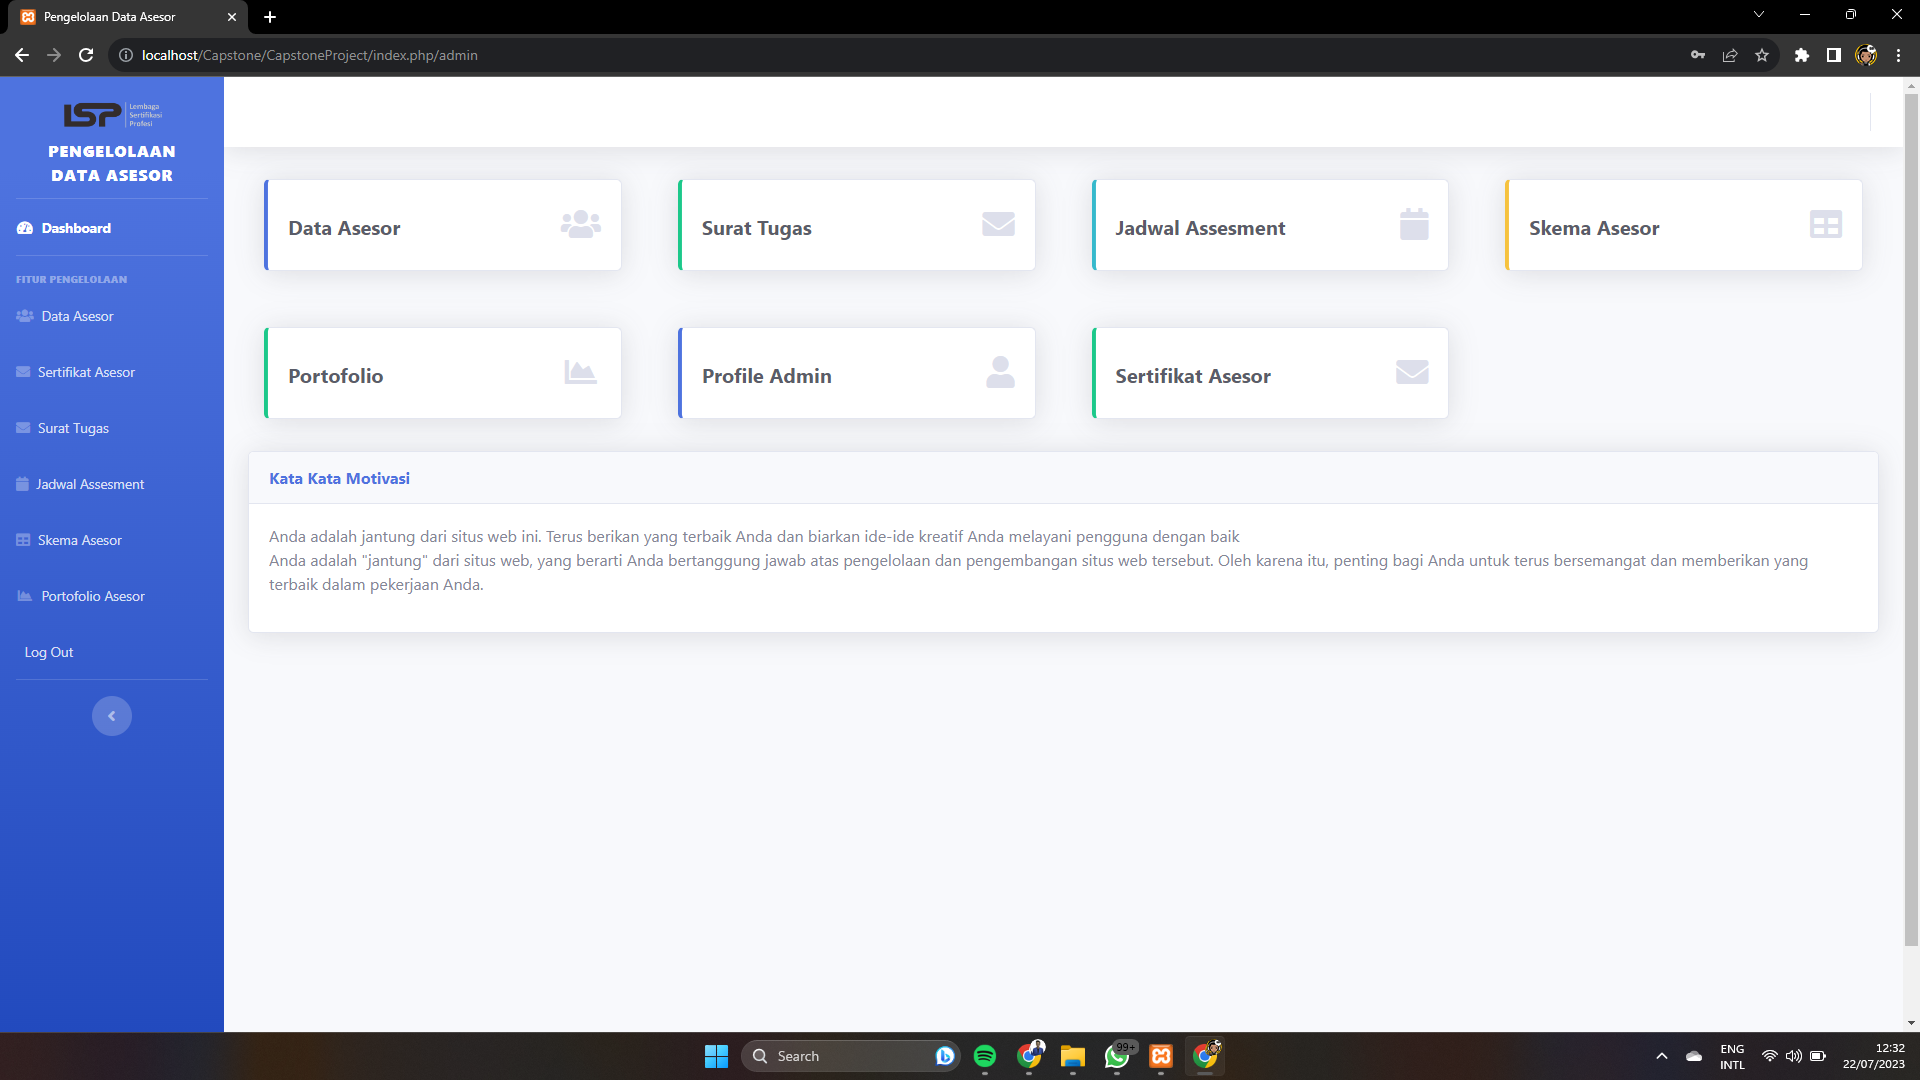 Pengelolaan Data Asesor
localhost/Capstone/CapstoneProject/index.php/admin
LSP Lembaga
Sertifikasi
Profesi
PENGELOLAAN
DATA ASESOR
Dashboard
FITUR PENGELOLAAN
Data Asesor
Sertifikat Asesor
Surat Tugas
Jadwal Assesment
Skema Asesor
Portofolio Asesor
Log Out
Data Asesor
Surat Tugas
Jadwal Assesment
Skema Asesor
Portofolio
Profile Admin
Sertifikat Asesor
Kata Kata Motivasi
Anda adalah jantung dari situs web ini. Terus berikan yang terbaik Anda dan biarkan ide-ide kreatif Anda melayani pengguna dengan baik
Anda adalah "jantung" dari situs web, yang berarti Anda bertanggung jawab atas pengelolaan dan pengembangan situs web tersebut. Oleh karena itu, penting bagi Anda untuk terus bersemangat dan memberikan yang
terbaik dalam pekerjaan Anda.
Search
99+
ENG
INTL
12:32
22/07/2023